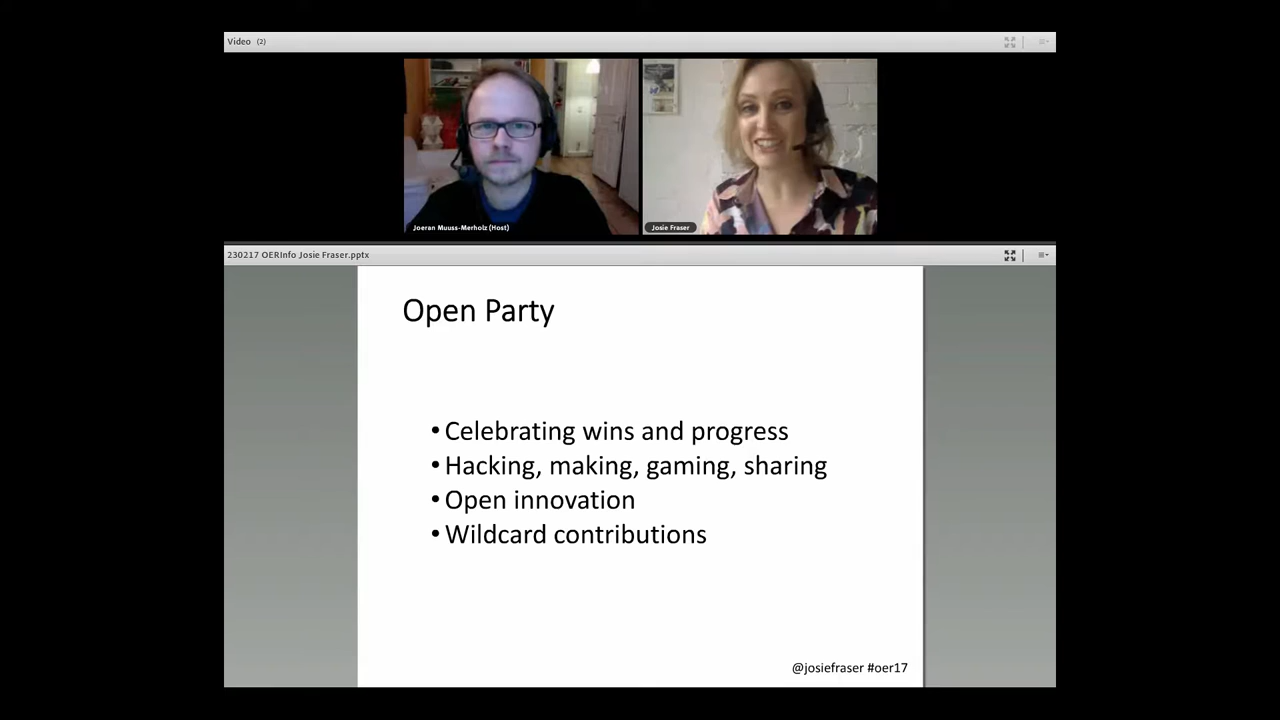 Video (2)
Joeran Muuss-Merholz (Host)
Josie Fraser
230217 OERInfo Josie Fraser.pptx
Open Party
• Celebrating wins and progress
• Hacking, making, gaming, sharing
• Open innovation
• Wildcard contributions
@josiefraser #oer17